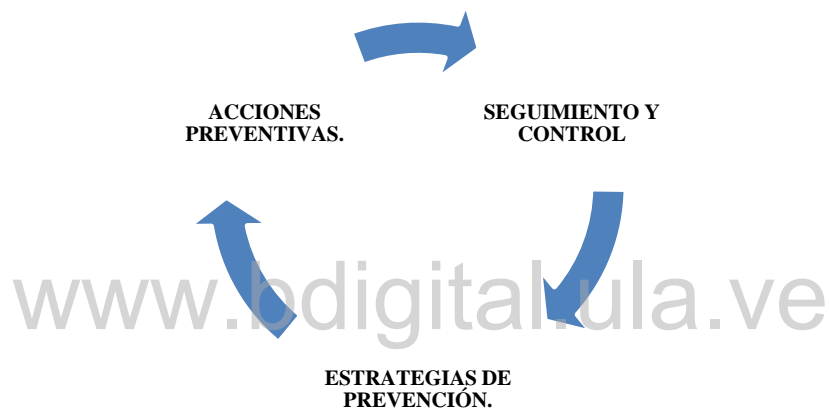 ACCIONES
PREVENTIVAS.
SEGUIMIENTO Y
CONTROL
www.bdigital.ula.ve
ESTRATEGIAS DE
PREVENCIÓN.